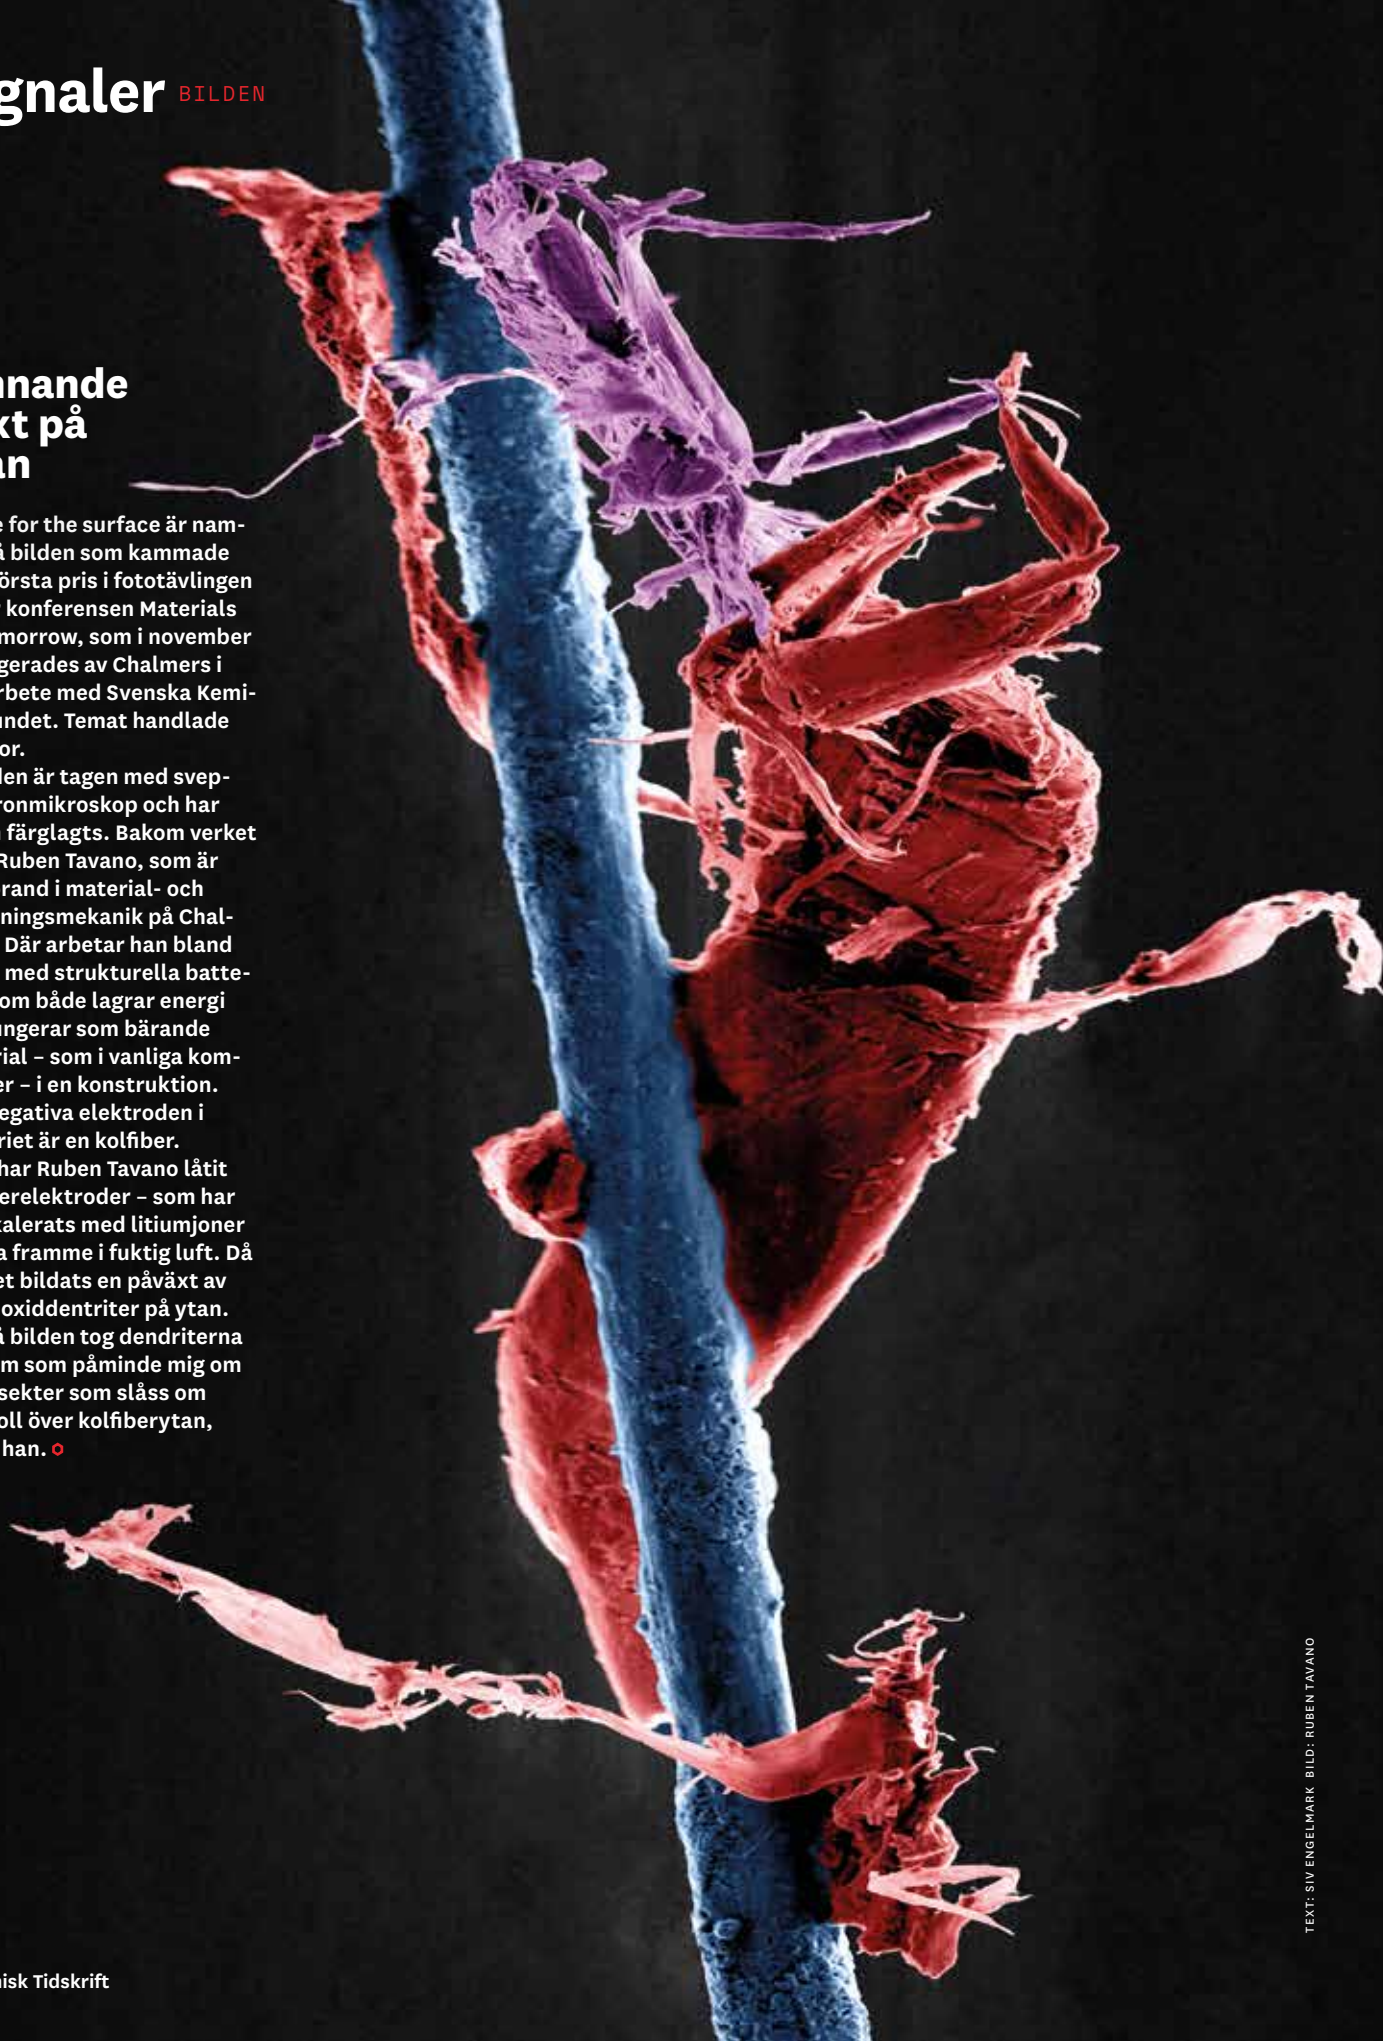 gnaler BILDEN
nnande
xt på
an
e for the surface är nam-
å bilden som kammade
örsta pris i fototävlingen
r konferensen Materials
morrow, som i november
gerades av Chalmers i
rbete med Svenska Kemi-
undet. Temat handlade
or.
den är tagen med svep-
ronmikroskop och har
n färglagts. Bakom verket
Ruben Tavano, som är
rand i material- och
ningsmekanik på Chal-
. Där arbetar han bland
med strukturella batte-
om både lagrar energi
ungerar som bärande
rial – som i vanliga kom-
er – i en konstruktion.
egativa elektroden i
riet är en kolfiber.
har Ruben Tavano låtit
erelektroder – som har
kalerats med litiumjoner
a framme i fuktig luft. Då
et bildats en påväxt av
oxiddentriter på ytan.
å bilden tog dendriterna
m som påminde mig om
sekter som slåss om
oll över kolfiberytan,
han.
TEXT: SIV ENGELMARK BILD: RUBEN TAVANO
isk Tidskrift